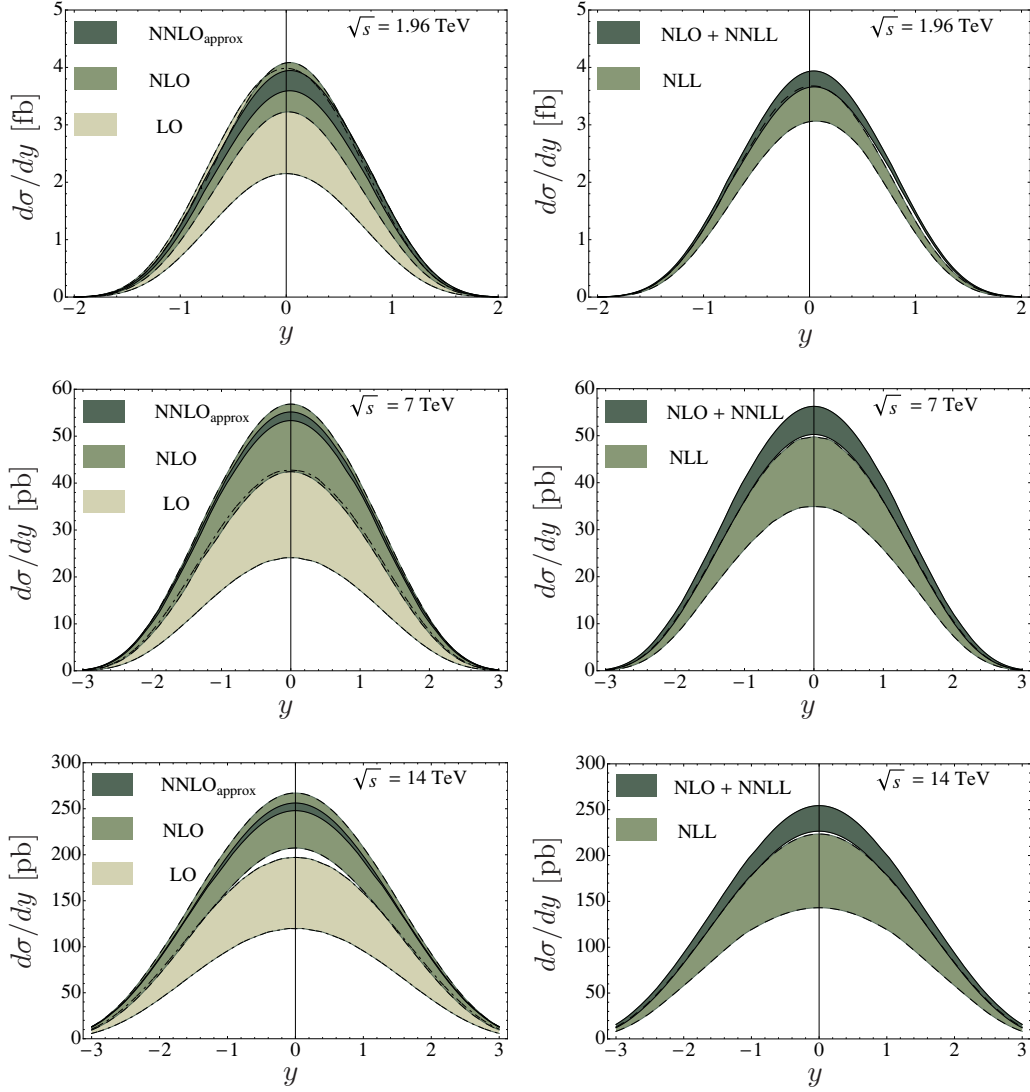 √s = 1.96 TeV
NNLOapprox
NLO
LO
dσ/dy [fb]
5
4
3
2
1
0
−2 −1 0 1 2
y
√s = 1.96 TeV
NLO + NNLL
NLL
dσ/dy [fb]
5
4
3
2
1
0
−2 −1 0 1 2
y
√s = 7 TeV
NNLOapprox
NLO
LO
dσ/dy [pb]
60
50
40
30
20
10
0
−3 −2 −1 0 1 2 3
y
√s = 7 TeV
NLO + NNLL
NLL
dσ/dy [pb]
60
50
40
30
20
10
0
−3 −2 −1 0 1 2 3
y
√s = 14 TeV
NNLOapprox
NLO
LO
dσ/dy [pb]
300
250
200
150
100
50
0
−3 −2 −1 0 1 2 3
y
√s = 14 TeV
NLO + NNLL
NLL
dσ/dy [pb]
300
250
200
150
100
50
0
−3 −2 −1 0 1 2 3
y